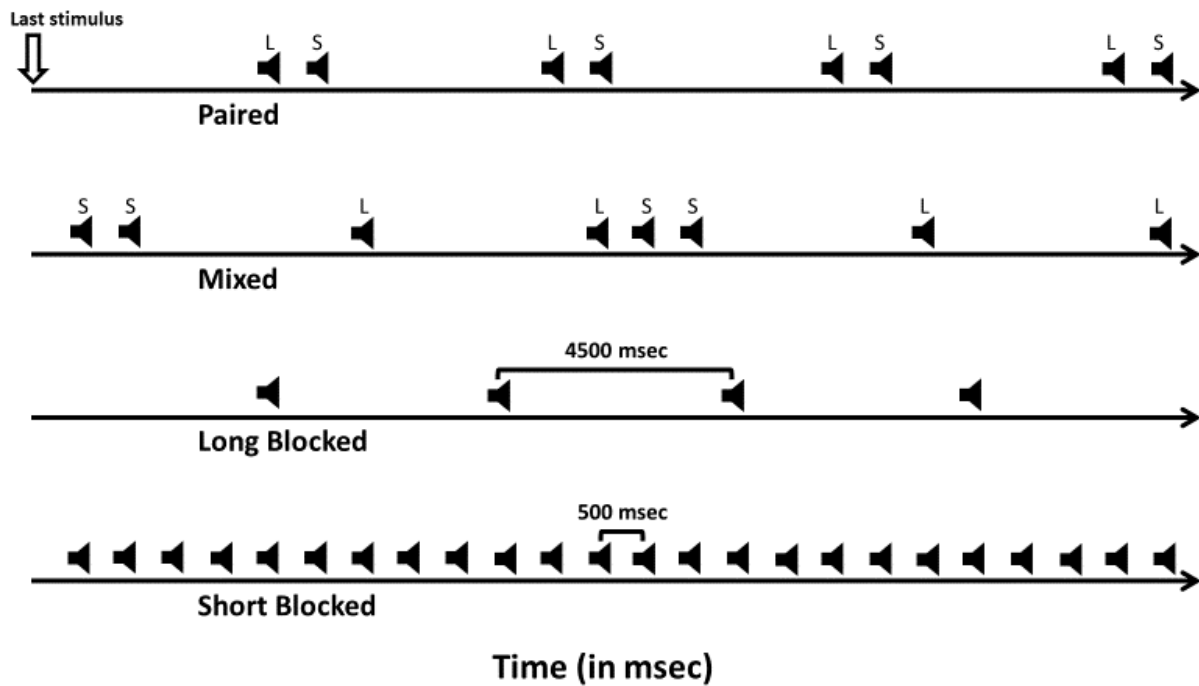 Last stimulus
L S L S L S L S
Paired
S S L L S S L L
Mixed
4500 msec
Long Blocked
500 msec
Short Blocked
Time (in msec)